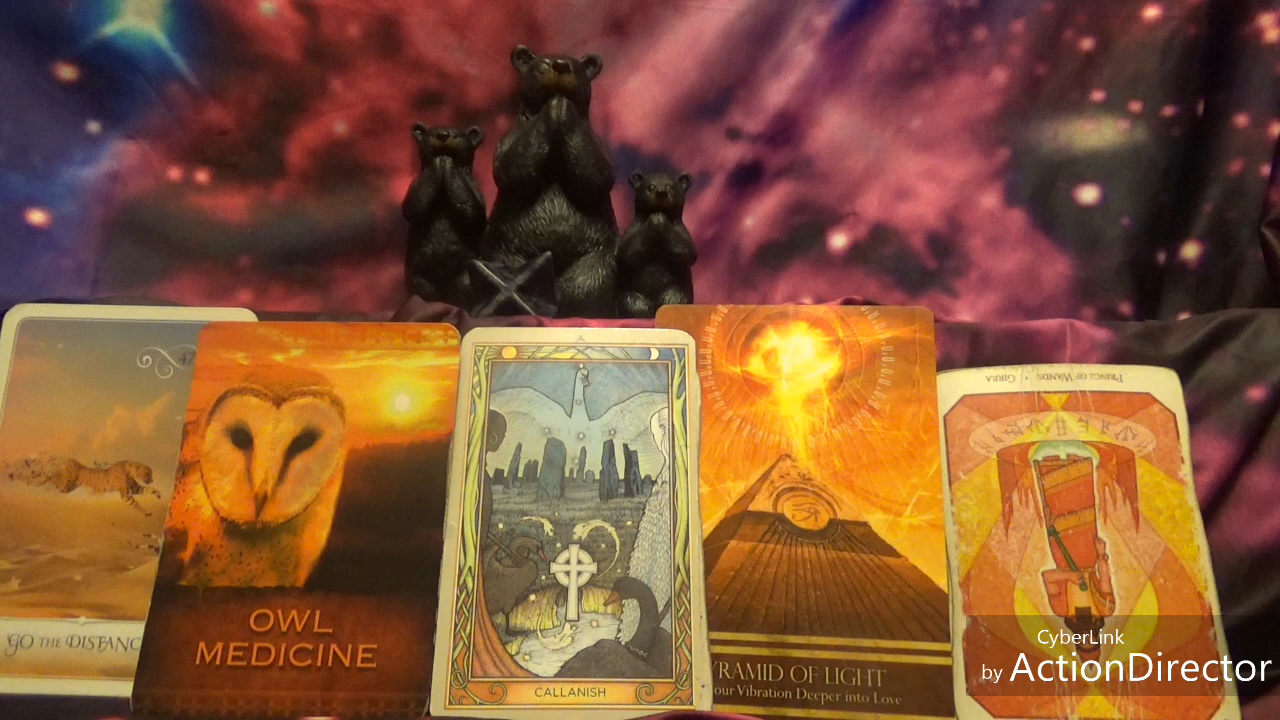 47
GO THE DISTANC
OWL
MEDICINE
CALLANISH
YRAMID OF LIGHT
our Vibration Deeper into Love
PRINCE OF WANDS • GIRRA
CyberLink
by ActionDirector